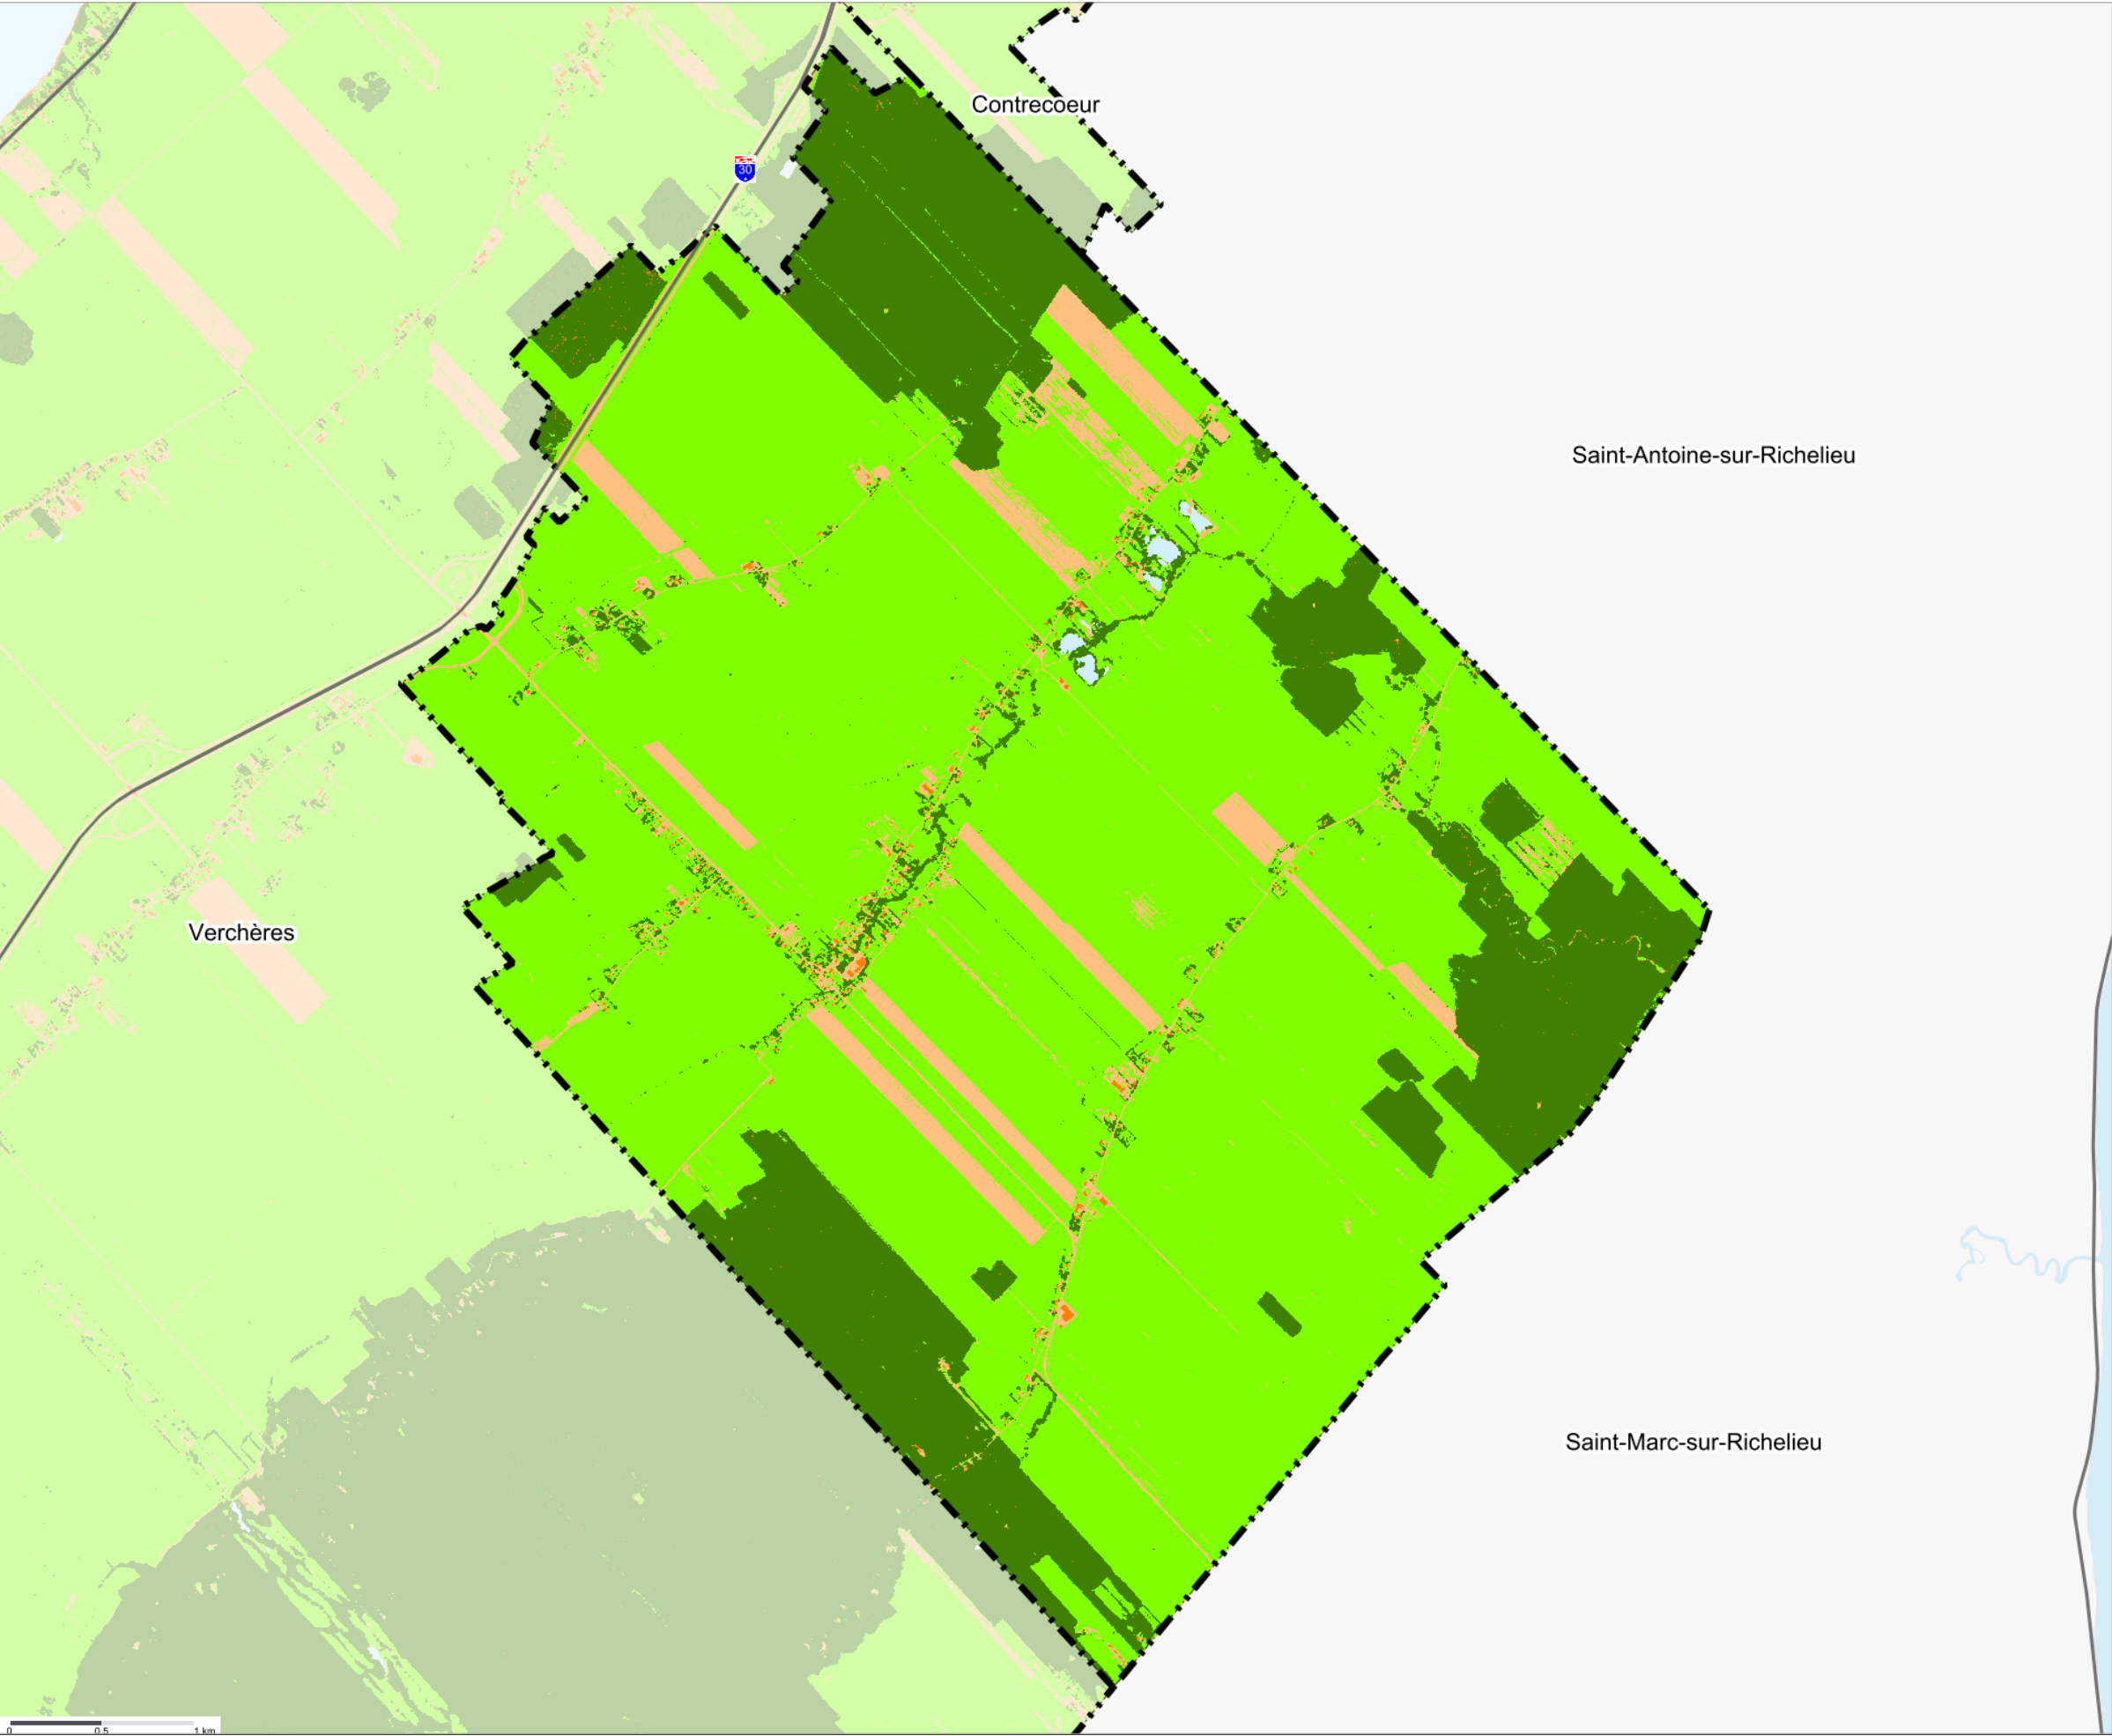 Contrecoeur
30
Saint-Antoine-sur-Richelieu
Verchères
Saint-Marc-sur-Richelieu
0 0.5 1 km